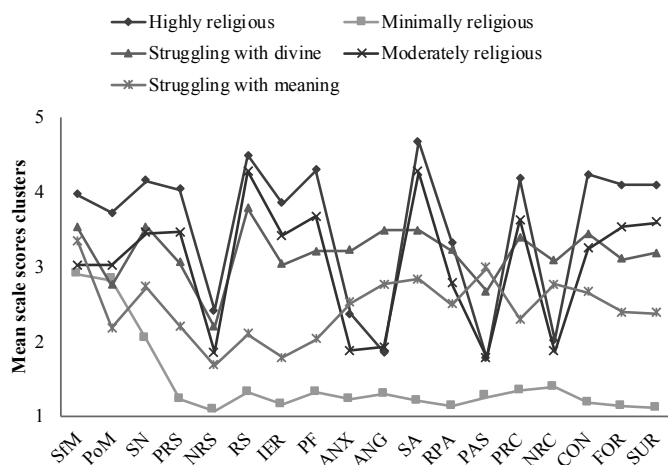 Highly religious
Minimally religious
Struggling with divine
Moderately religious
Struggling with meaning
Mean scale scores clusters
5
4
3
2
1
SfM
PoM
SN
PRS
NRS
RS
IER
PF
ANX
ANG
SA
RPA
PAS
PRC
NRC
CON
FOR
SUR